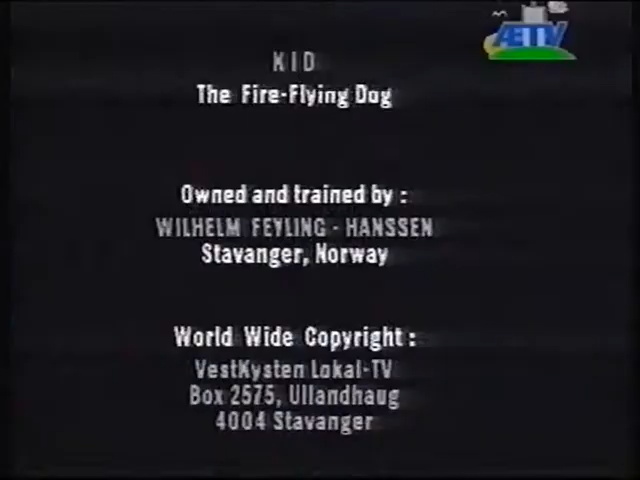 ÆTV
KID
The Fire-Flying Dog
Owned and trained by :
WILHELM FEYLING - HANSSEN
Stavanger, Norway
World Wide Copyright :
VestKysten Lokal-TV
Box 2575, Ullandhaug
4004 Stavanger